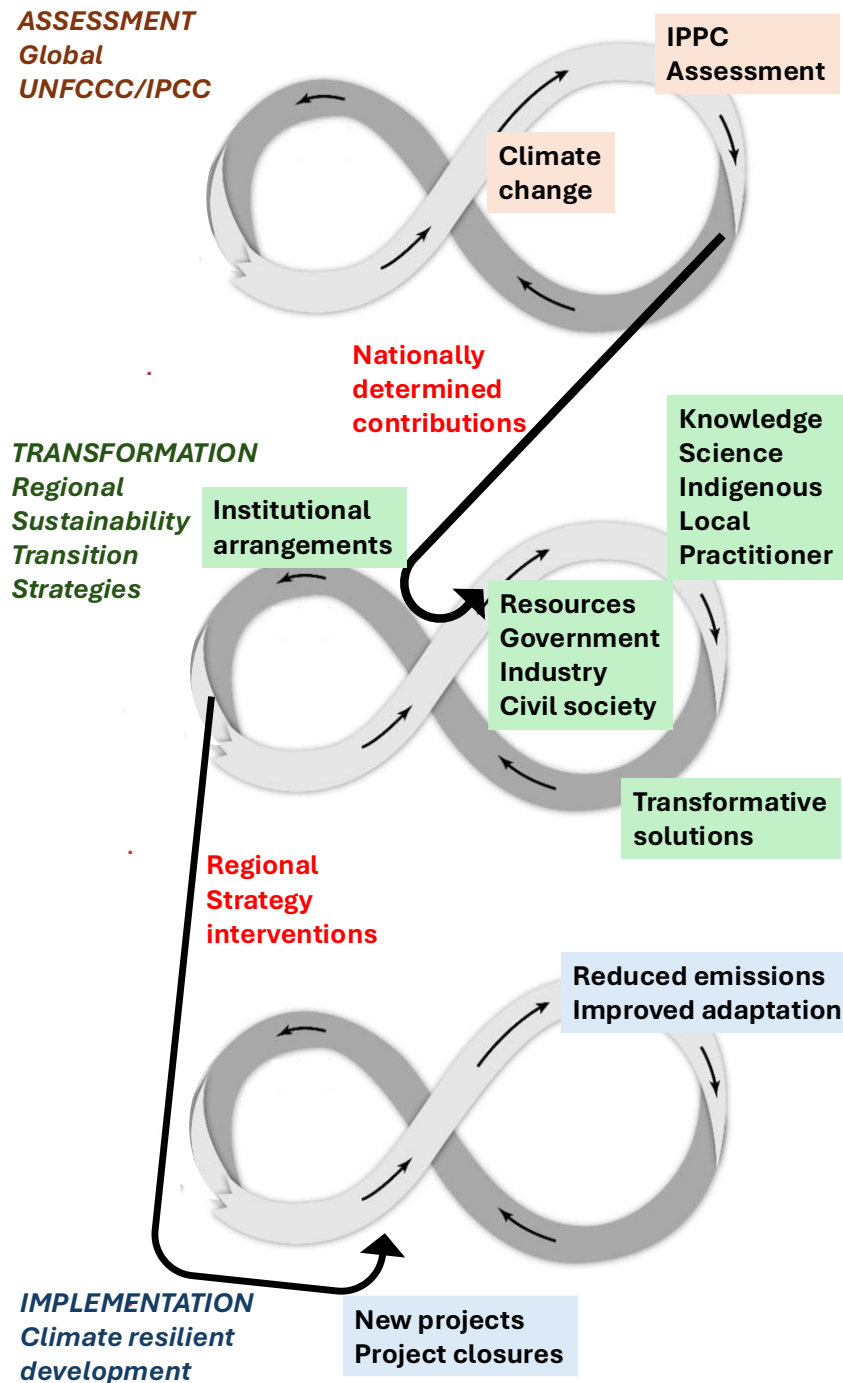 ASSESSMENT
Global
UNFCCC/IPCC
IPPC
Assessment
Climate
change
Nationally
determined
contributions
TRANSFORMATION
Regional
Sustainability
Transition
Strategies
Institutional
arrangements
Knowledge
Science
Indigenous
Local
Practitioner
Resources
Government
Industry
Civil society
Transformative
solutions
Regional
Strategy
interventions
Reduced emissions
Improved adaptation
IMPLEMENTATION
Climate resilient
development
New projects
Project closures